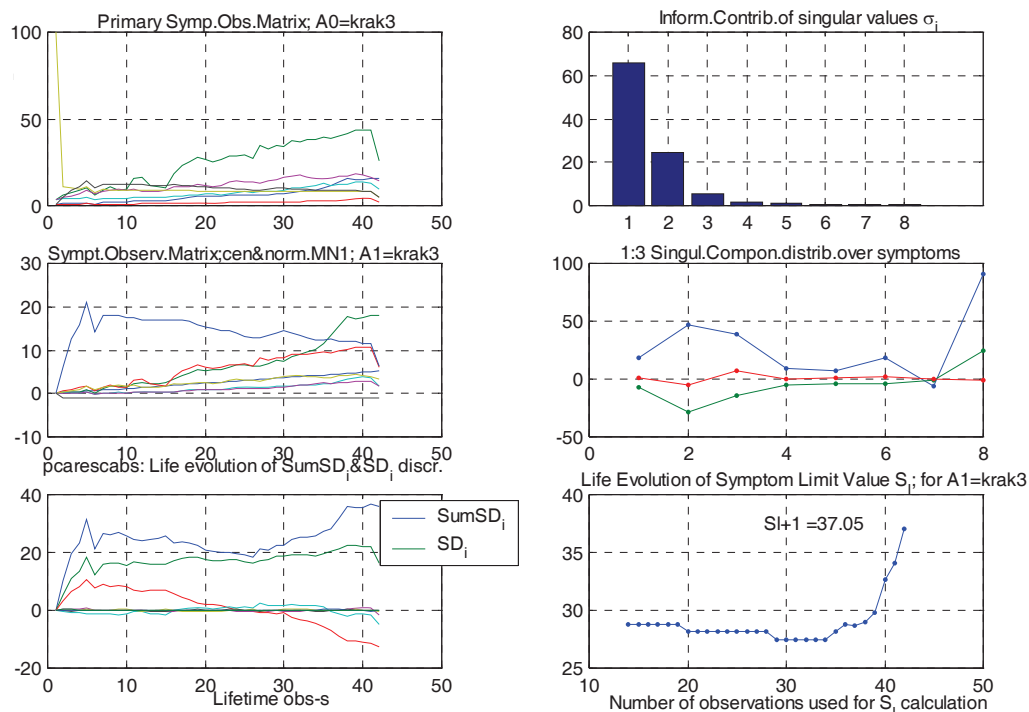 Primary Symp.Obs.Matrix; A0=krak3
100
50
0
0 10 20 30 40 50
Inform.Contrib.of singular values σi
80
60
40
20
0
1 2 3 4 5 6 7 8
Sympt.Observ.Matrix;cen&norm.MN1; A1=krak3
30
20
10
0
-10
0 10 20 30 40 50
1:3 Singul.Compon.distrib.over symptoms
100
50
0
-50
0 2 4 6 8
pcarescabs: Life evolution of SumSDi&SDi discr.
40
20
0
-20
0 10 20 30 40 50
SumSDi
SDi
Lifetime obs-s
Life Evolution of Symptom Limit Value Sl; for A1=krak3
40
35
30
25
10 20 30 40 50
Sl+1 =37.05
Number of observations used for Sl calculation